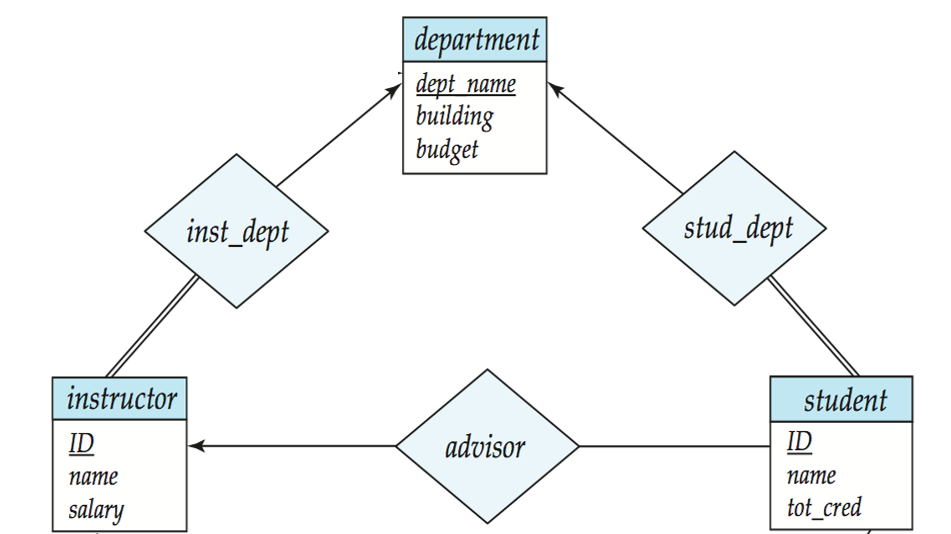 department
dept_name
building
budget
inst_dept
stud_dept
instructor
ID
name
salary
advisor
student
ID
name
tot_cred